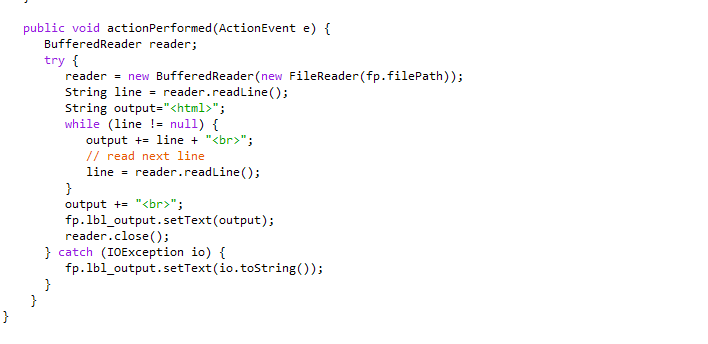 }
public void actionPerformed(ActionEvent e) {
BufferedReader reader;
try {
reader = new BufferedReader(new FileReader(fp.filePath));
String line = reader.readLine();
String output="<html>";
while (line != null) {
output += line + "<br>";
// read next line
line = reader.readLine();
}
output += "<br>";
fp.lbl_output.setText(output);
reader.close();
} catch (IOException io) {
fp.lbl_output.setText(io.toString());
}
}
}